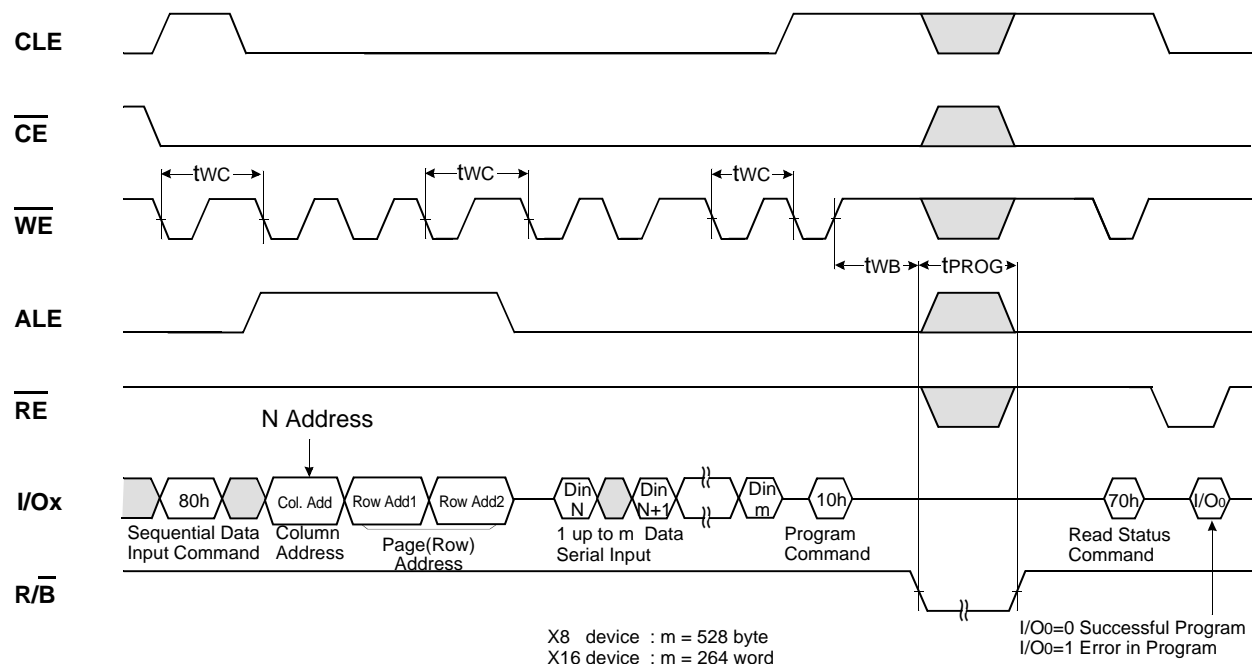 CLE
CE
tWC
tWC
tWC
WE
tWB
tPROG
ALE
RE
N Address
I/Ox
80h
Col. Add
Row Add1
Row Add2
Din
N
Din
N+1
Din
m
10h
70h
I/O0
Sequential Data
Input Command
Column
Address
Page(Row)
Address
1 up to m Data
Serial Input
Program
Command
Read Status
Command
R/B
X8 device : m = 528 byte
X16 device : m = 264 word
I/O0=0 Successful Program
I/O0=1 Error in Program